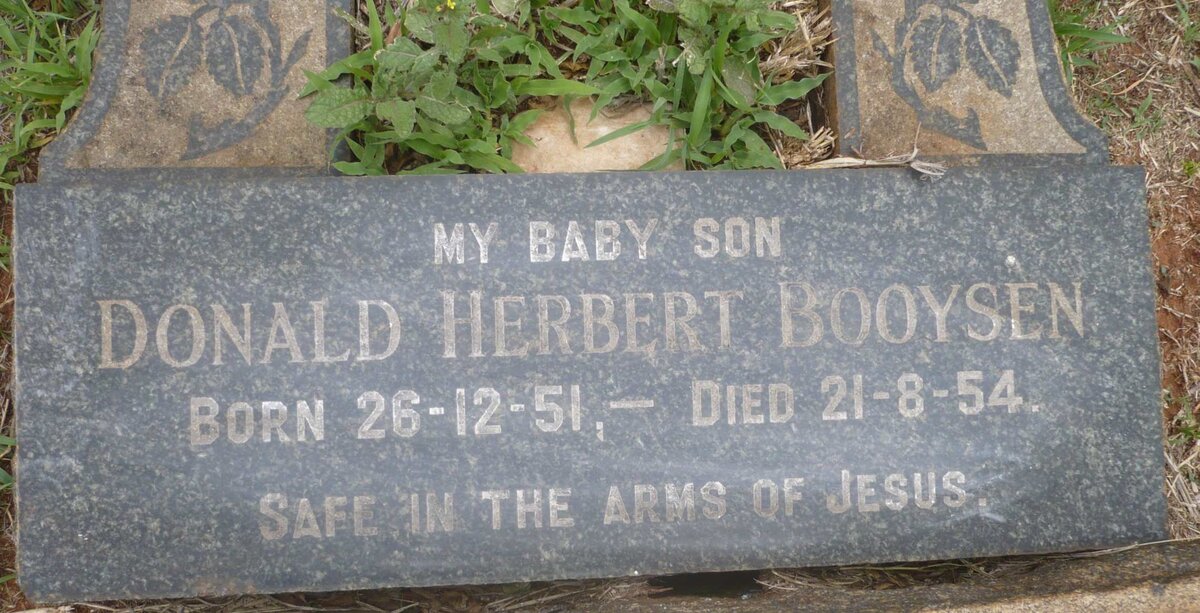 MY BABY SON
DONALD HERBERT BOOYSEN
BORN 26-12-51,— DIED 21-8-54.
SAFE IN THE ARMS OF JESUS.